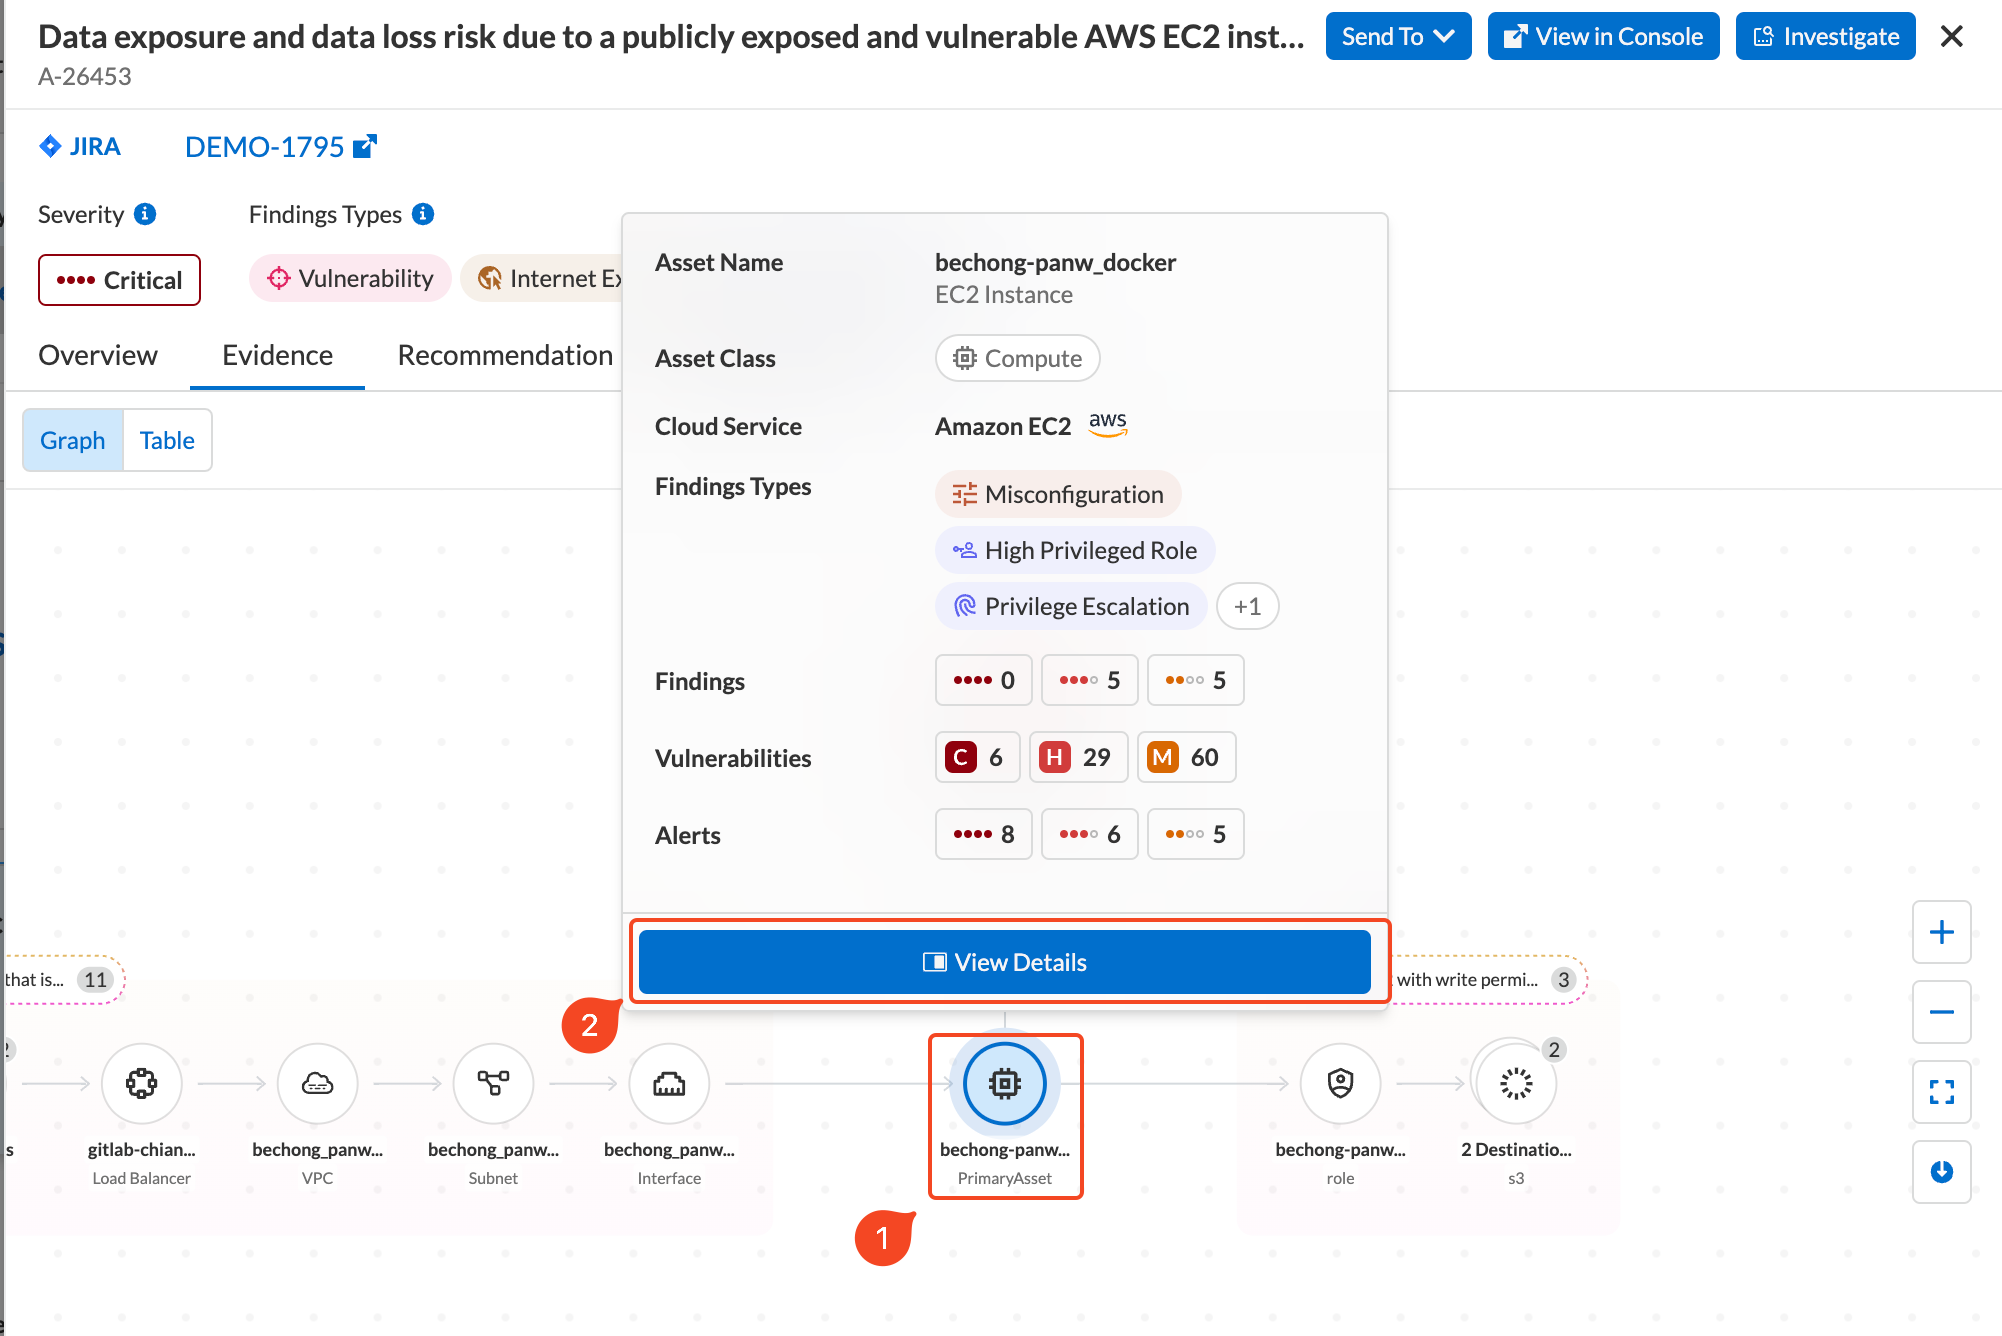 Data exposure and data loss risk due to a publicly exposed and vulnerable AWS EC2 inst...
Send To
View in Console
Investigate
A-26453
JIRA
DEMO-1795
Severity
Findings Types
Critical
Vulnerability
Internet Ex
Overview
Evidence
Recommendation
Graph
Table
Asset Name
bechong-panw_docker
EC2 Instance
Asset Class
Compute
Cloud Service
Amazon EC2
aws
Findings Types
Misconfiguration
High Privileged Role
Privilege Escalation
+1
Findings
0
5
5
Vulnerabilities
C 6
H 29
M 60
Alerts
8
6
5
View Details
that is... 11
with write permi... 3
2
1
2
gitlab-chian...
Load Balancer
bechong_panw...
VPC
bechong_panw...
Subnet
bechong_panw...
Interface
bechong-panw...
PrimaryAsset
bechong-panw...
role
2 Destinatio...
s3